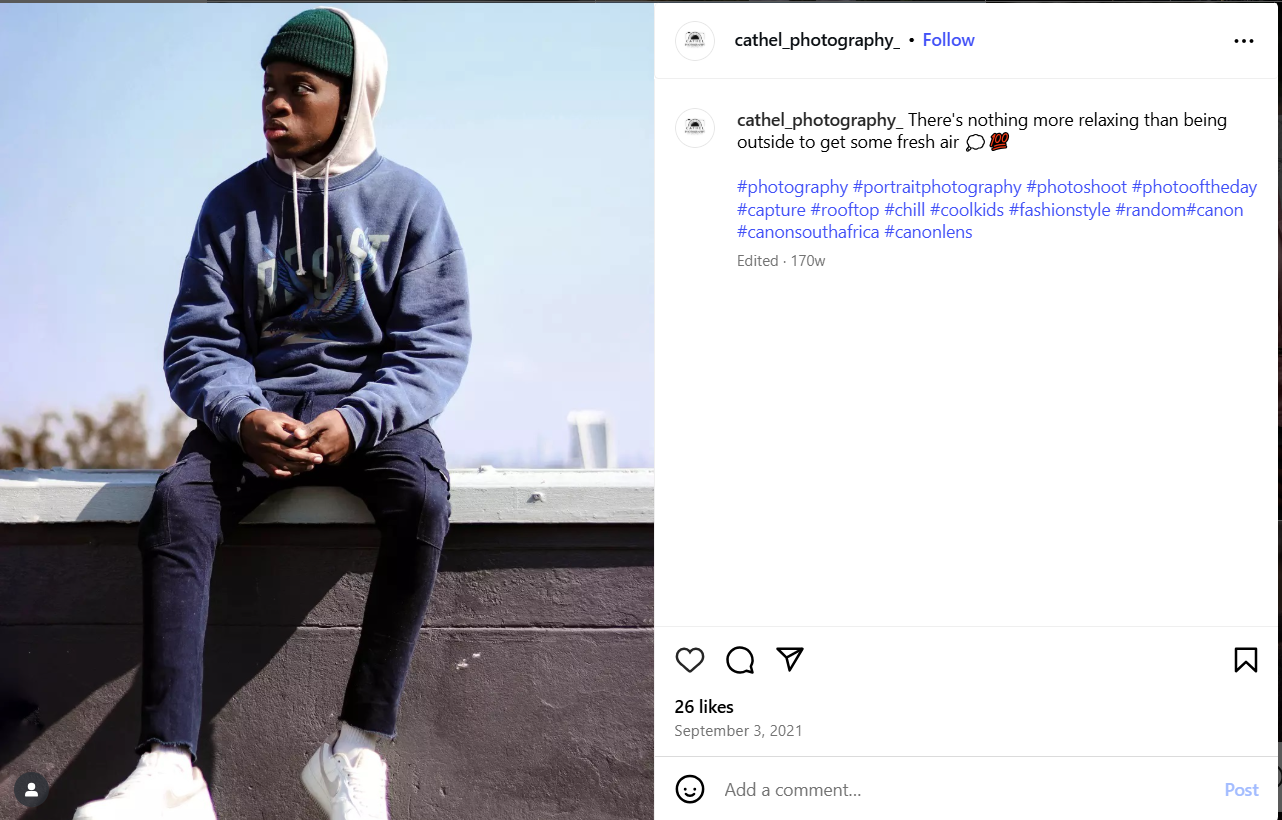 RESIST
cathel_photography_ • Follow
cathel_photography_ There's nothing more relaxing than being
outside to get some fresh air 💭 💯
#photography #portraitphotography #photoshoot #photooftheday
#capture #rooftop #chill #coolkids #fashionstyle #random#canon
#canonsouthafrica #canonlens
Edited · 170w
26 likes
September 3, 2021
Add a comment...
Post